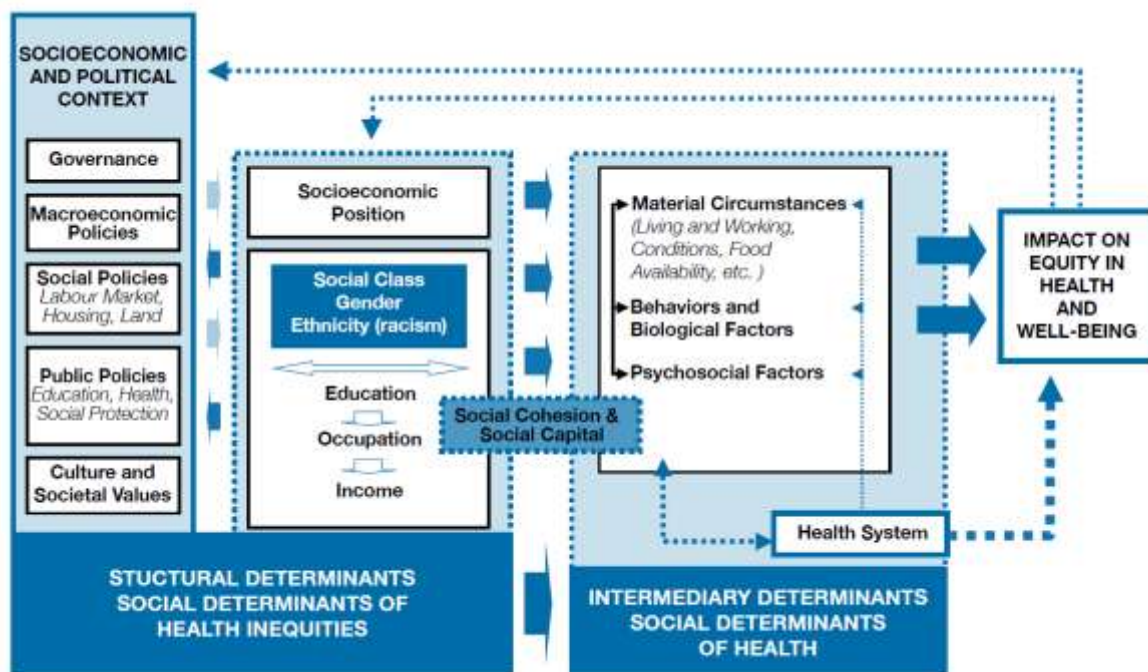 SOCIOECONOMIC
AND POLITICAL
CONTEXT
Governance
Macroeconomic
Policies
Social Policies
Labour Market,
Housing, Land
Public Policies
Education, Health,
Social Protection
Culture and
Societal Values
Socioeconomic
Position
Social Class
Gender
Ethnicity (racism)
Education
Occupation
Income
Social Cohesion &
Social Capital
Material Circumstances
(Living and Working,
Conditions, Food
Availability, etc. )
Behaviors and
Biological Factors
Psychosocial Factors
Health System
IMPACT ON
EQUITY IN
HEALTH
AND
WELL-BEING
STUCTURAL DETERMINANTS
SOCIAL DETERMINANTS OF
HEALTH INEQUITIES
INTERMEDIARY DETERMINANTS
SOCIAL DETERMINANTS
OF HEALTH